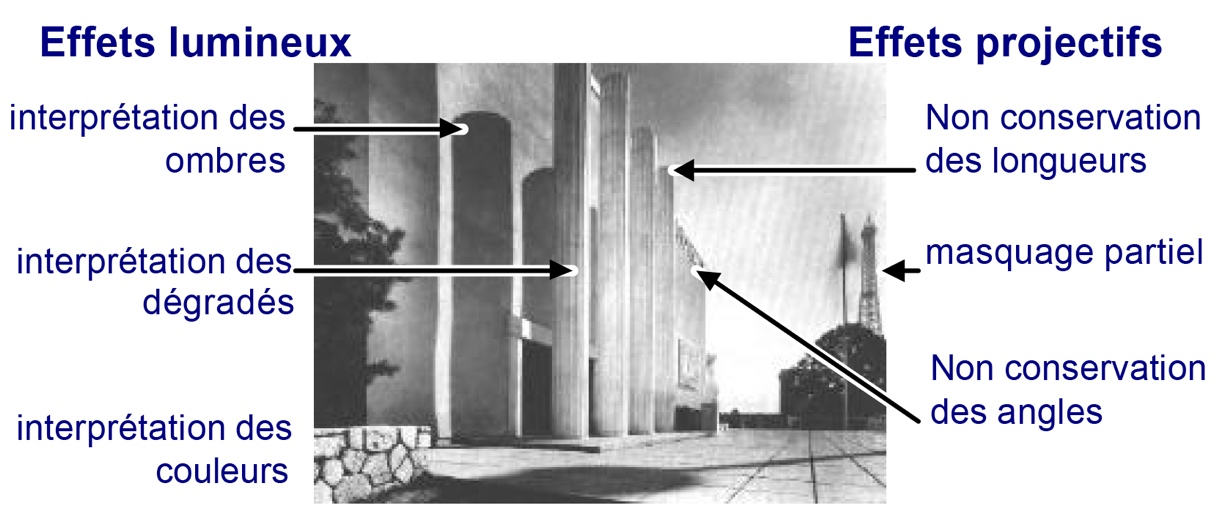 Effets lumineux
interprétation des
ombres
interprétation des
dégradés
interprétation des
couleurs
Effets projectifs
Non conservation
des longueurs
masquage partiel
Non conservation
des angles